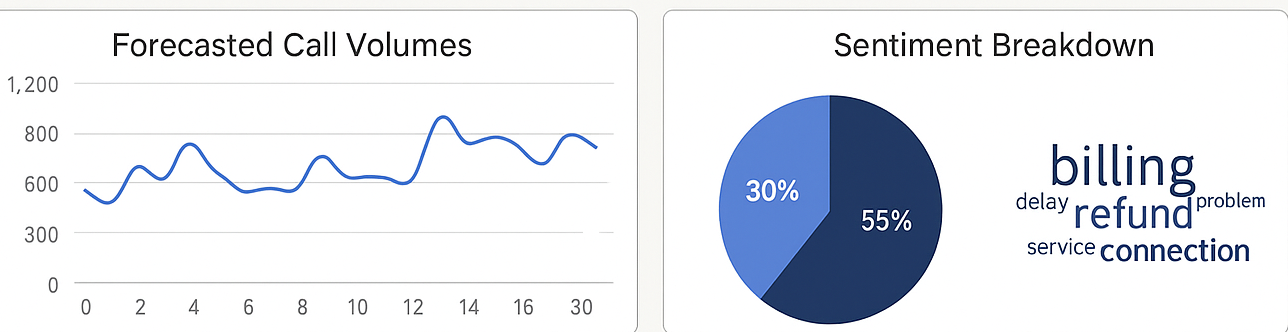 Forecasted Call Volumes
1,200
800
600
300
0
0 2 4 6 8 10 12 14 16 30
Sentiment Breakdown
30%
55%
billing
delay refund problem
service connection